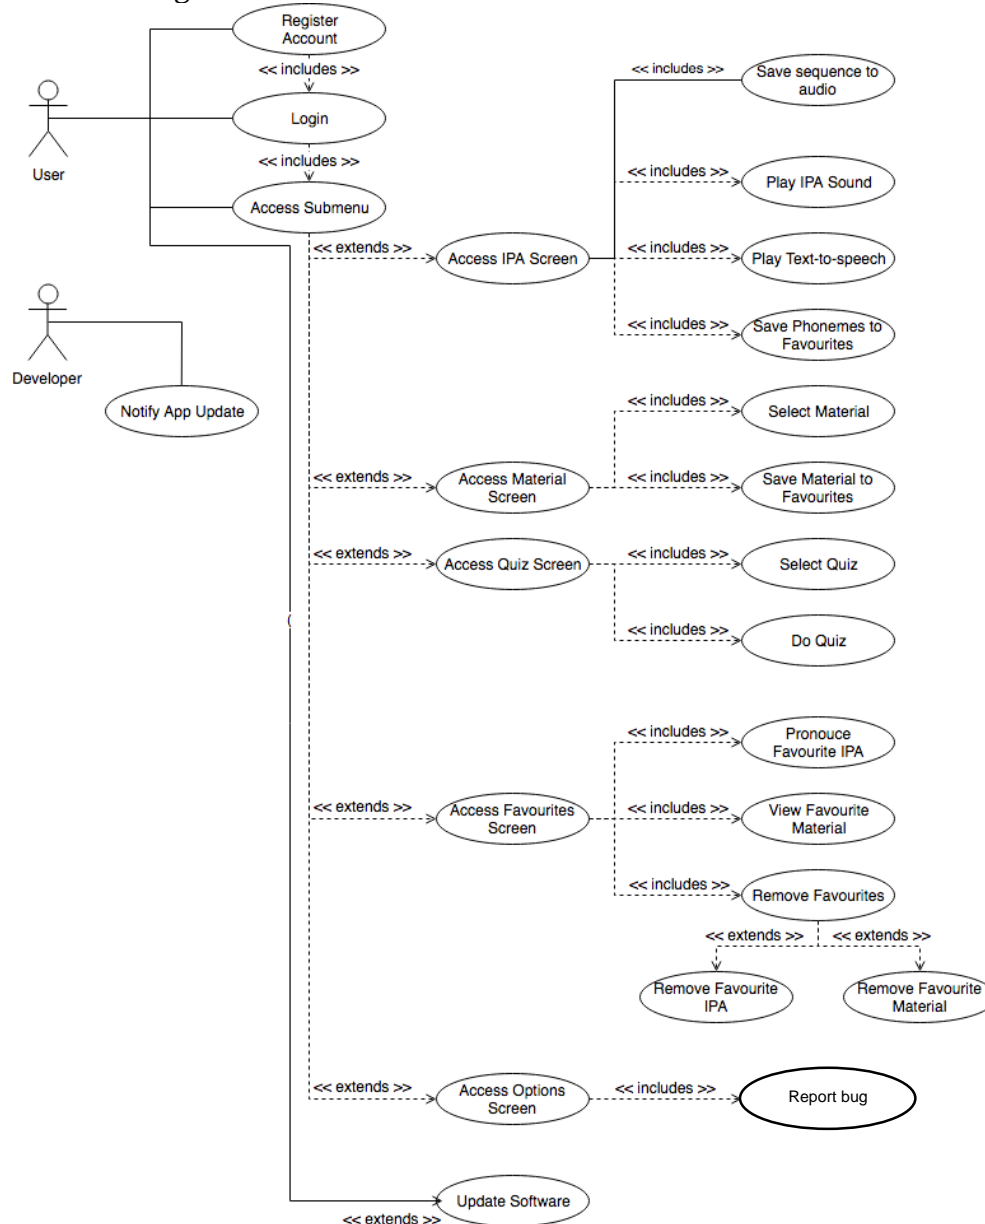 Register
Account
<< includes >>
<< includes >>
Save sequence to
audio
User
Login
<< includes >>
Access Submenu
<< includes >>
Play IPA Sound
<< extends >>
Access IPA Screen
<< includes >>
Play Text-to-speech
Developer
<< includes >>
Save Phonemes to
Favourites
Notify App Update
<< includes >>
Select Material
<< extends >>
Access Material
Screen
<< includes >>
Save Material to
Favourites
<< extends >>
Access Quiz Screen
<< includes >>
Select Quiz
<< includes >>
Do Quiz
<< includes >>
Pronouce
Favourite IPA
<< extends >>
Access Favourites
Screen
<< includes >>
View Favourite
Material
<< includes >>
Remove Favourites
<< extends >>
<< extends >>
Remove Favourite
IPA
Remove Favourite
Material
<< extends >>
Access Options
Screen
<< includes >>
Report bug
Update Software
<< extends >>